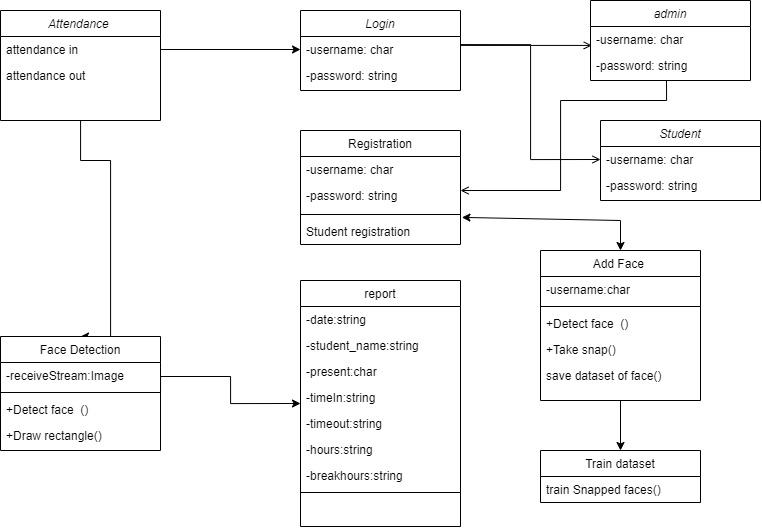 Attendance
attendance in
attendance out
Login
-username: char
-password: string
admin
-username: char
-password: string
Registration
-username: char
-password: string
Student registration
Student
-username: char
-password: string
Add Face
-username:char
+Detect face  ()
+Take snap()
save dataset of face()
report
-date:string
-student_name:string
-present:char
-timeIn:string
-timeout:string
-hours:string
-breakhours:string
Face Detection
-receiveStream:Image
+Detect face  ()
+Draw rectangle()
Train dataset
train Snapped faces()